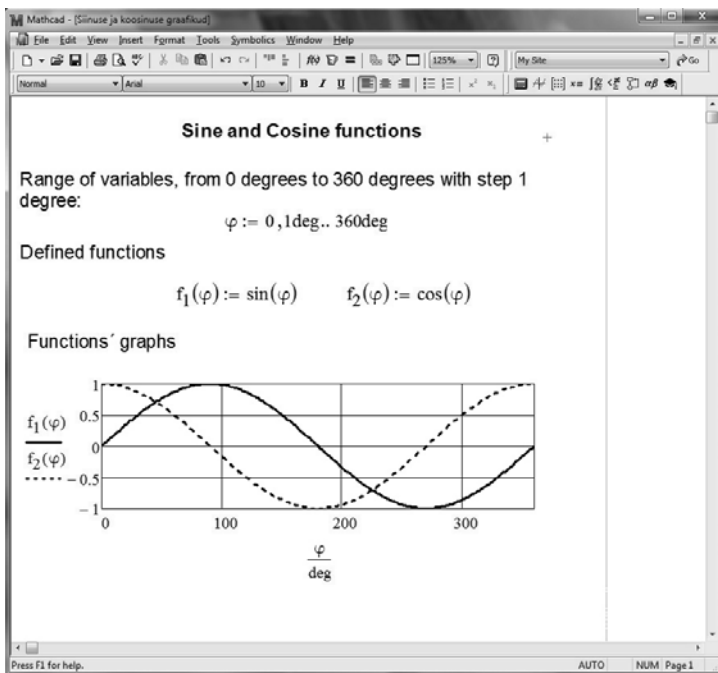 Mathcad - [Siinuse ja koosinuse graafikud]
File Edit View Insert Format Tools Symbolics Window Help
125% My Site Go
Normal Arial 10 B I U
Sine and Cosine functions
Range of variables, from 0 degrees to 360 degrees with step 1
degree:
φ := 0 , 1deg.. 360deg
Defined functions
f₁(φ) := sin(φ) f₂(φ) := cos(φ)
Functions´ graphs
f₁(φ)
f₂(φ)
1
0.5
0
−0.5
−1
0 100 200 300
φ
deg
Press F1 for help. AUTO NUM Page 1